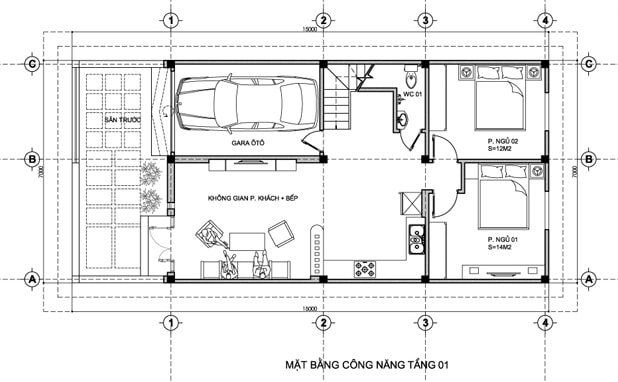 1 2 3 4
15000
C C
WC 01
SÂN TRƯỚC
GARA ÔTÔ
P. NGỦ 02
S=12M2
B B
7000 7000
KHÔNG GIAN P. KHÁCH + BẾP
P. NGỦ 01
S=14M2
A A
15000
1 2 3 4
MẶT BẰNG CÔNG NĂNG TẦNG 01